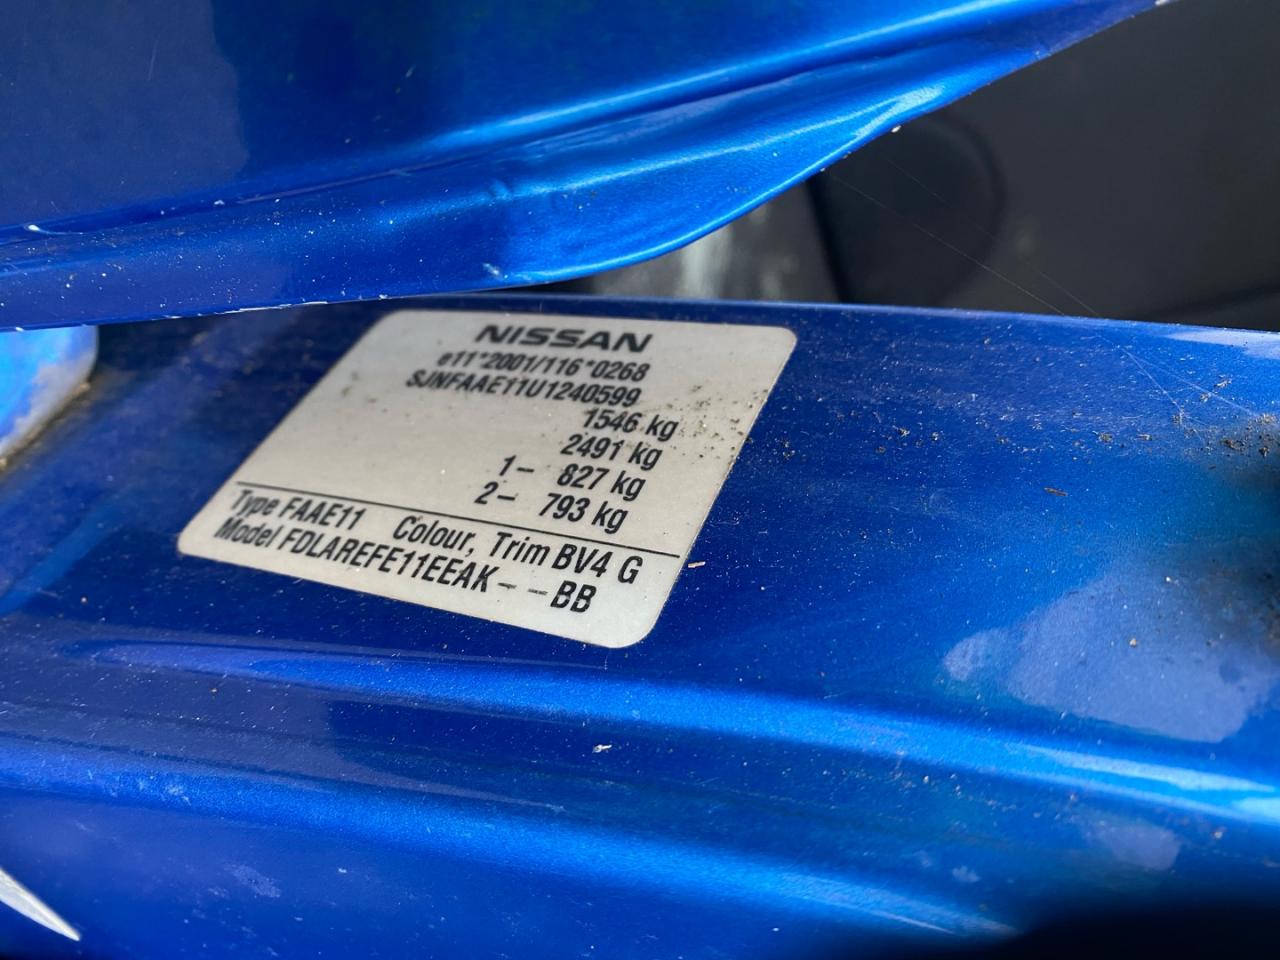 NISSAN
e11*2001/116*0268
SJNFAAE11U1240599
1546 kg
2491 kg
1- 827 kg
2- 793 kg
Type FAAE11 Colour, Trim BV4 G
Model FDLAREFE11EEAK- - -BB